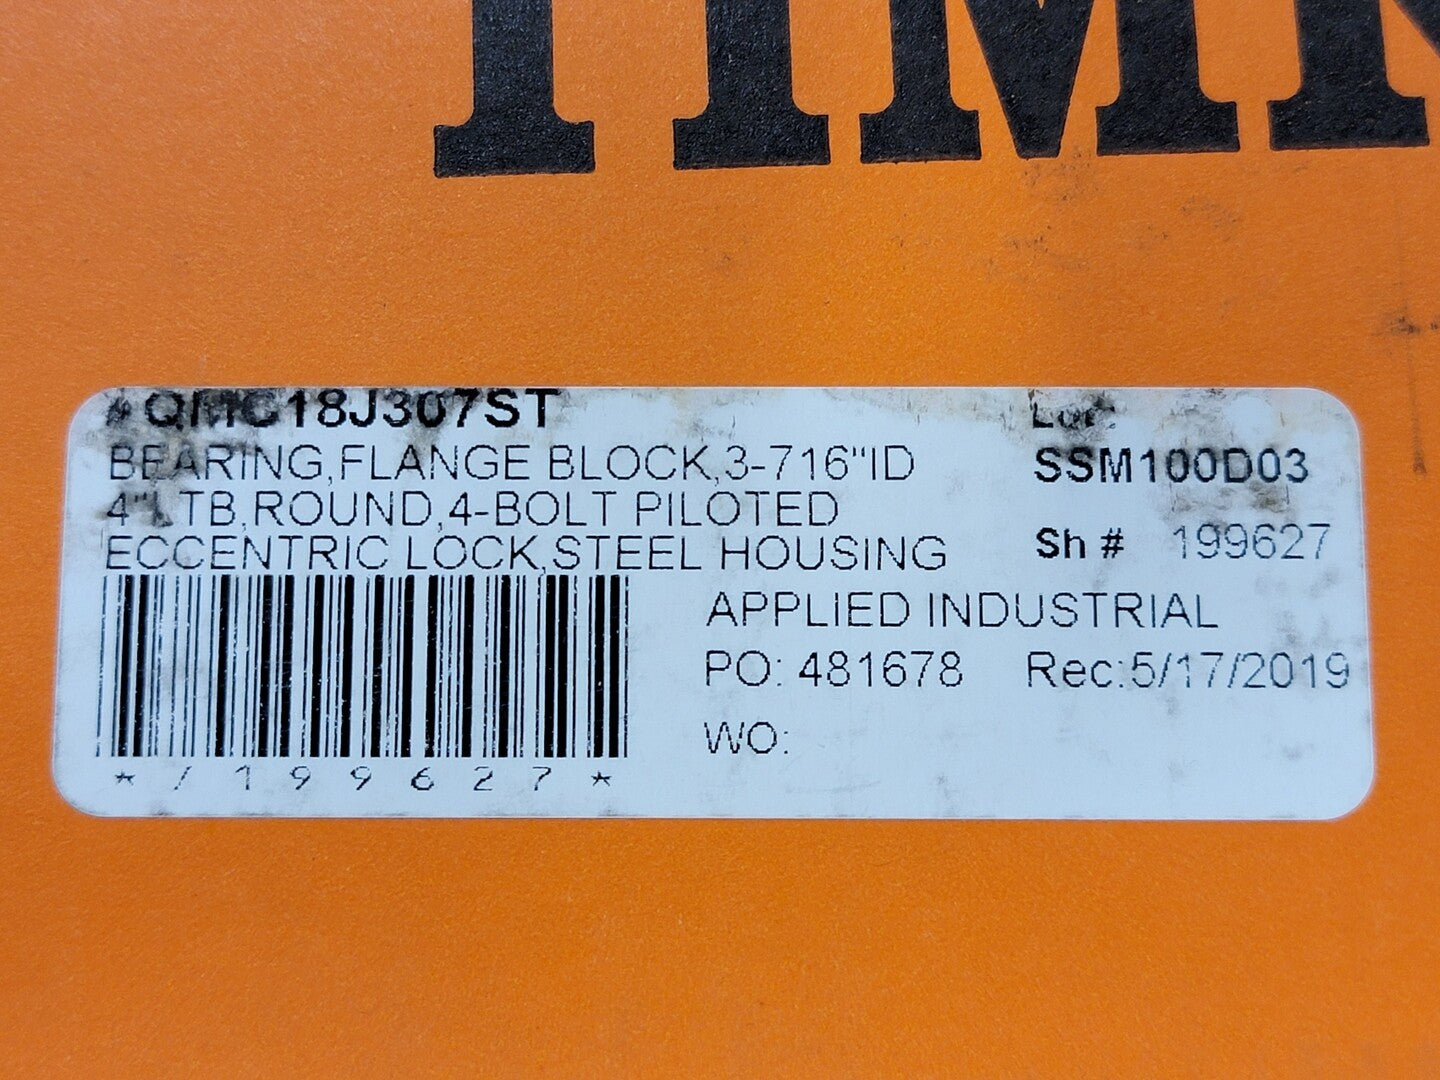 TIMK
# QMC18J307ST
BEARING,FLANGE BLOCK,3-716"ID
4" LTB,ROUND,4-BOLT PILOTED
ECCENTRIC LOCK,STEEL HOUSING
*/199627*
Loc:
SSM100D03
Sh # 199627
APPLIED INDUSTRIAL
PO: 481678 Rec:5/17/2019
WO: